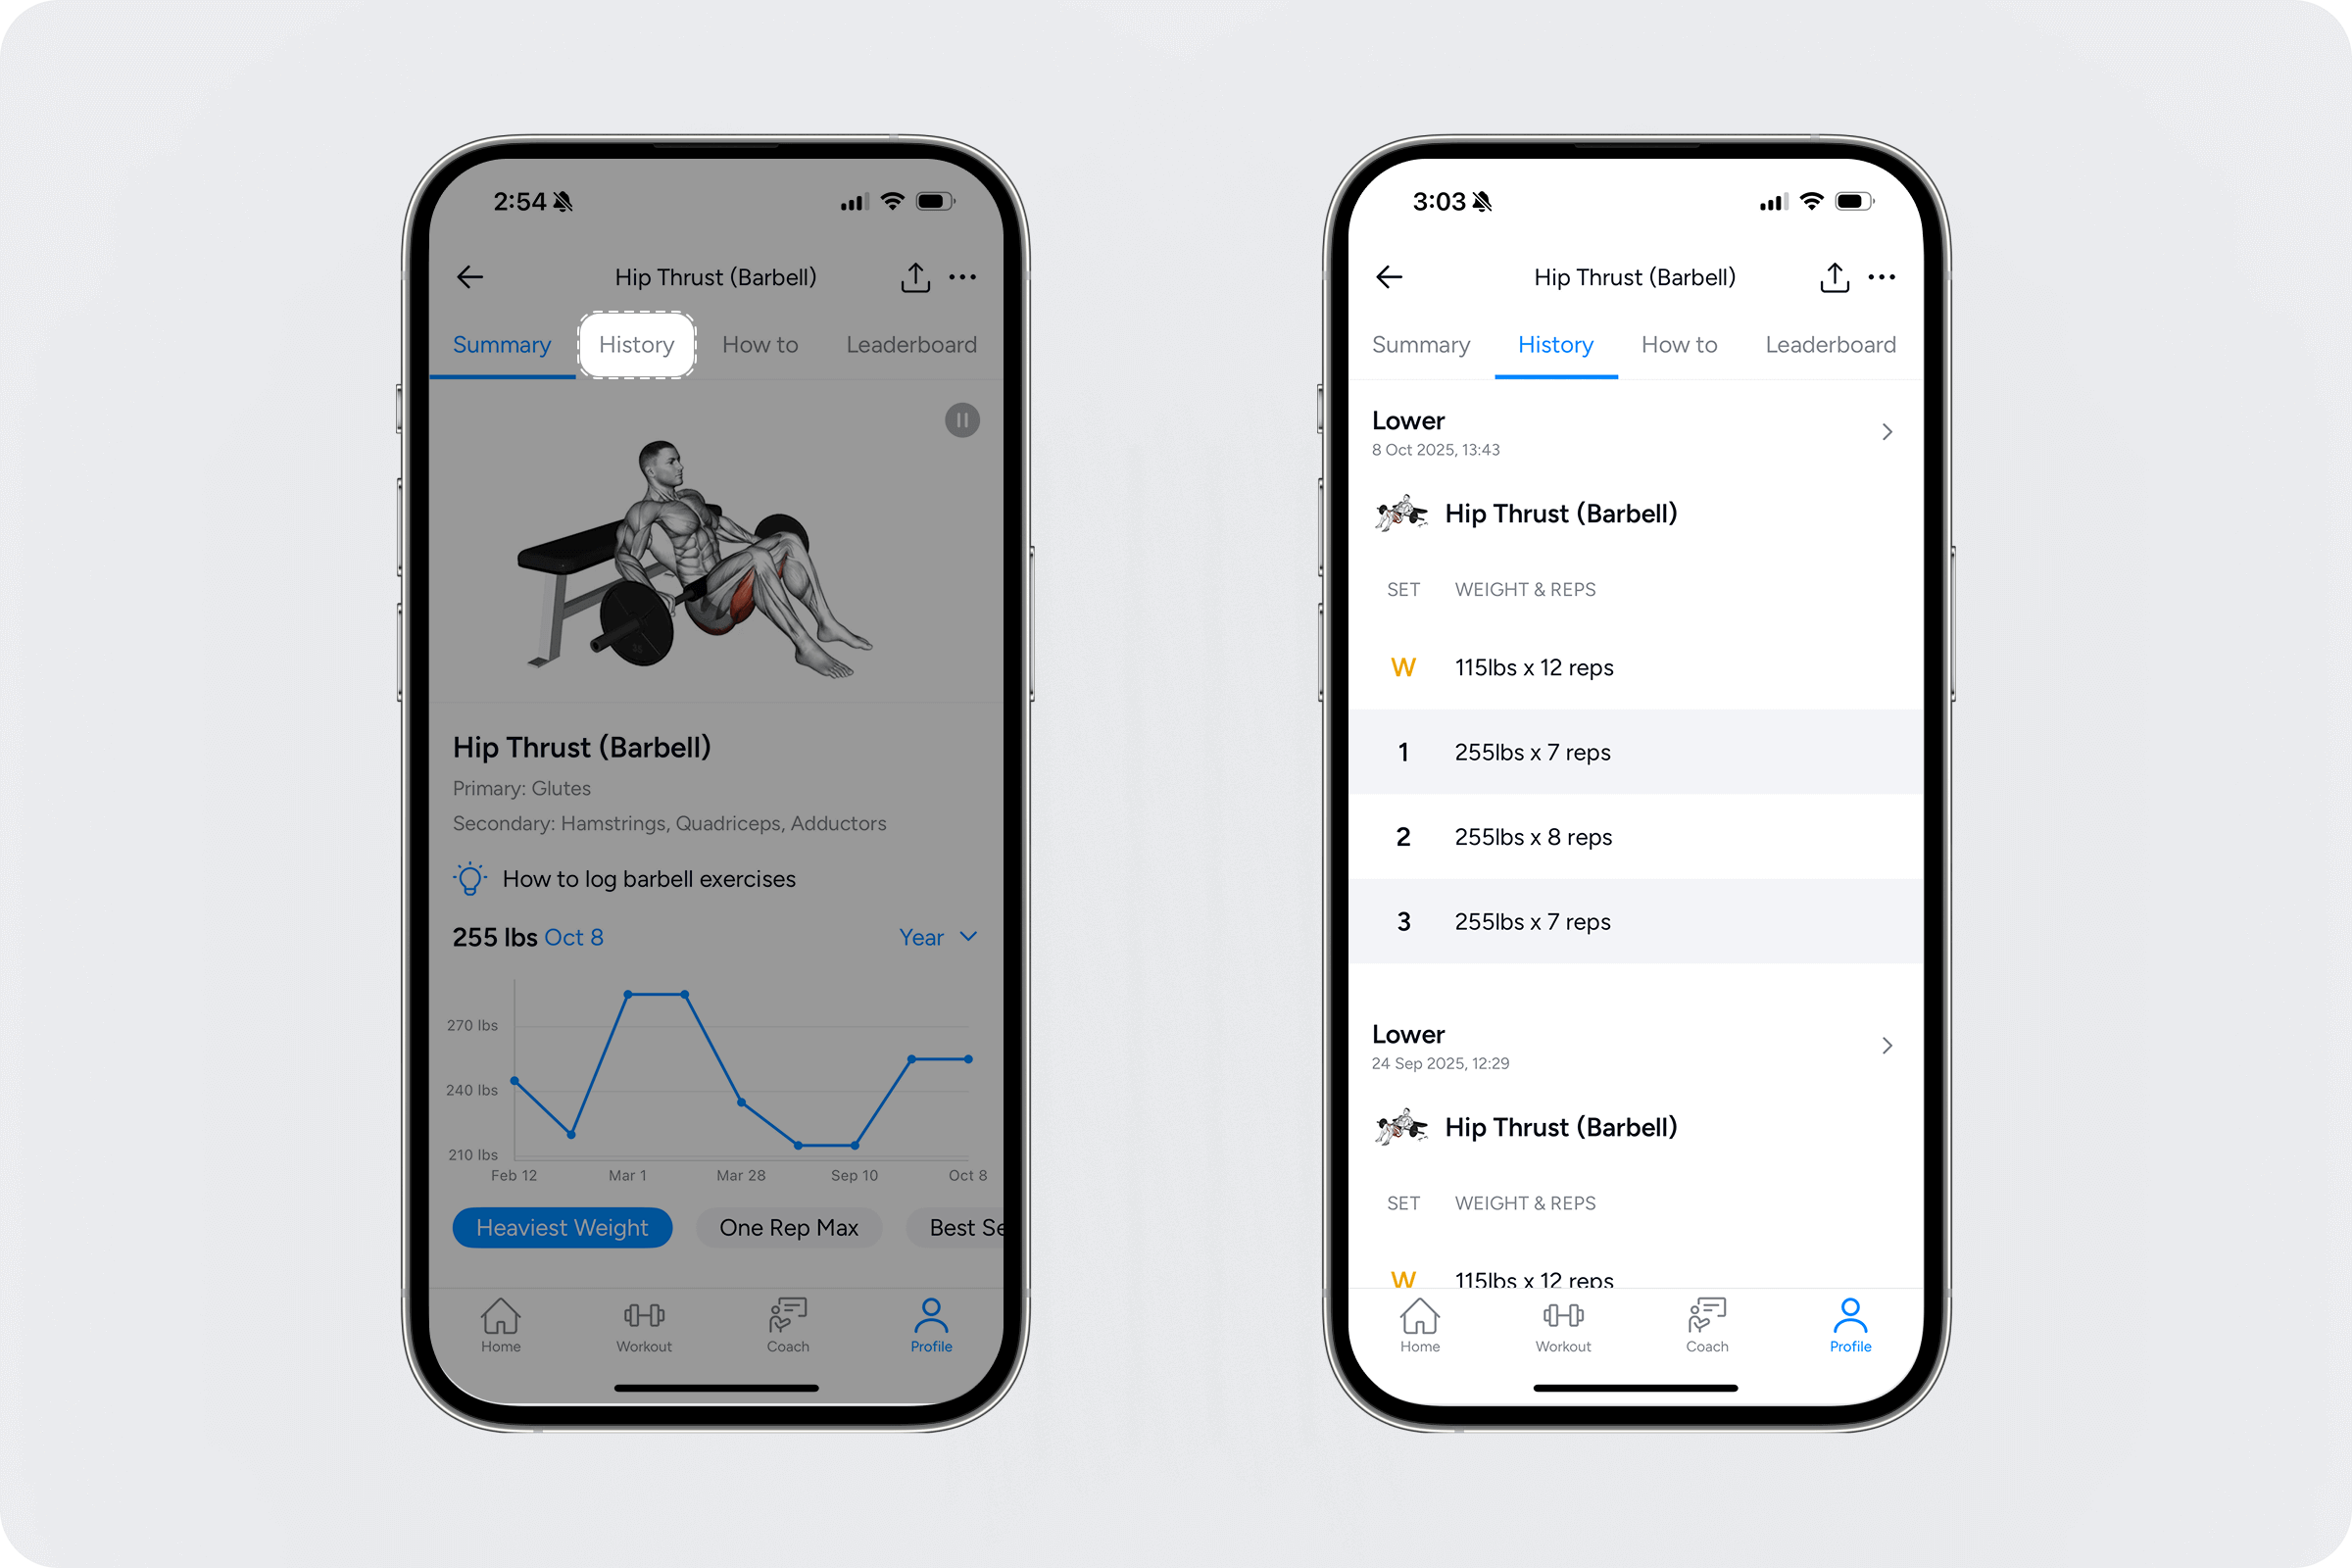 2:54
Hip Thrust (Barbell)
Summary History How to Leaderboard
Hip Thrust (Barbell)
Primary: Glutes
Secondary: Hamstrings, Quadriceps, Adductors
How to log barbell exercises
255 lbs Oct 8 Year
270 lbs
240 lbs
210 lbs
Feb 12 Mar 1 Mar 28 Sep 10 Oct 8
Heaviest Weight One Rep Max Best Se
Home Workout Coach Profile
3:03
Hip Thrust (Barbell)
Summary History How to Leaderboard
Lower
8 Oct 2025, 13:43
Hip Thrust (Barbell)
SET WEIGHT & REPS
W 115lbs x 12 reps
1 255lbs x 7 reps
2 255lbs x 8 reps
3 255lbs x 7 reps
Lower
24 Sep 2025, 12:29
Hip Thrust (Barbell)
SET WEIGHT & REPS
W 115lbs x 12 reps
Home Workout Coach Profile